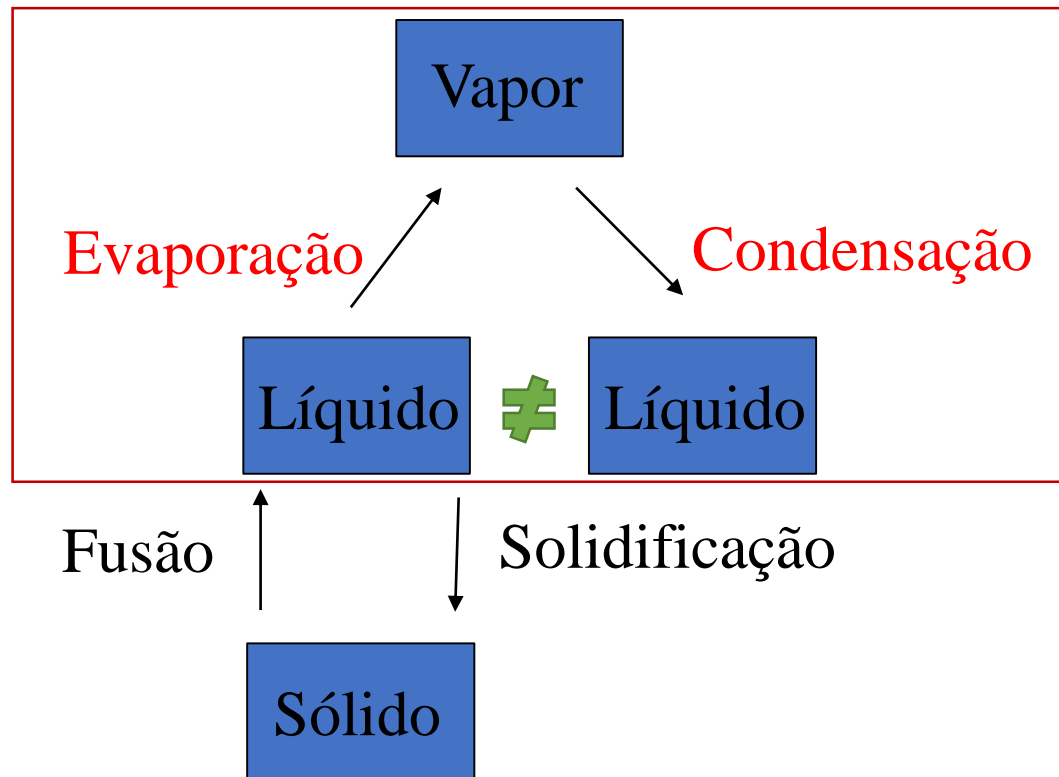 Vapor
Evaporação
Condensação
Líquido
Líquido
Fusão
Solidificação
Sólido